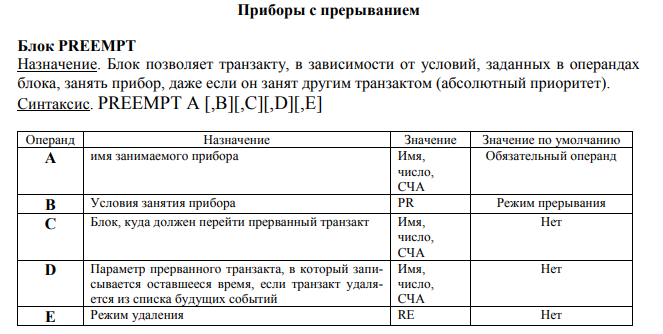 Приборы с прерыванием
Блок PREEMPT
Назначение. Блок позволяет транзакту, в зависимости от условий, заданных в операндах
блока, занять прибор, даже если он занят другим транзактом (абсолютный приоритет).
Синтаксис. PREEMPT A [,B][,C][,D][,E]
Операнд Назначение Значение Значение по умолчанию
A имя занимаемого прибора Имя, Обязательный операнд
число,
СЧА
B Условия занятия прибора PR Режим прерывания
C Блок, куда должен перейти прерванный транзакт Имя, Нет
число,
СЧА
D Параметр прерванного транзакта, в который запи- Имя, Нет
сывается оставшееся время, если транзакт удаля- число,
ется из списка будущих событий СЧА
E Режим удаления RE Нет